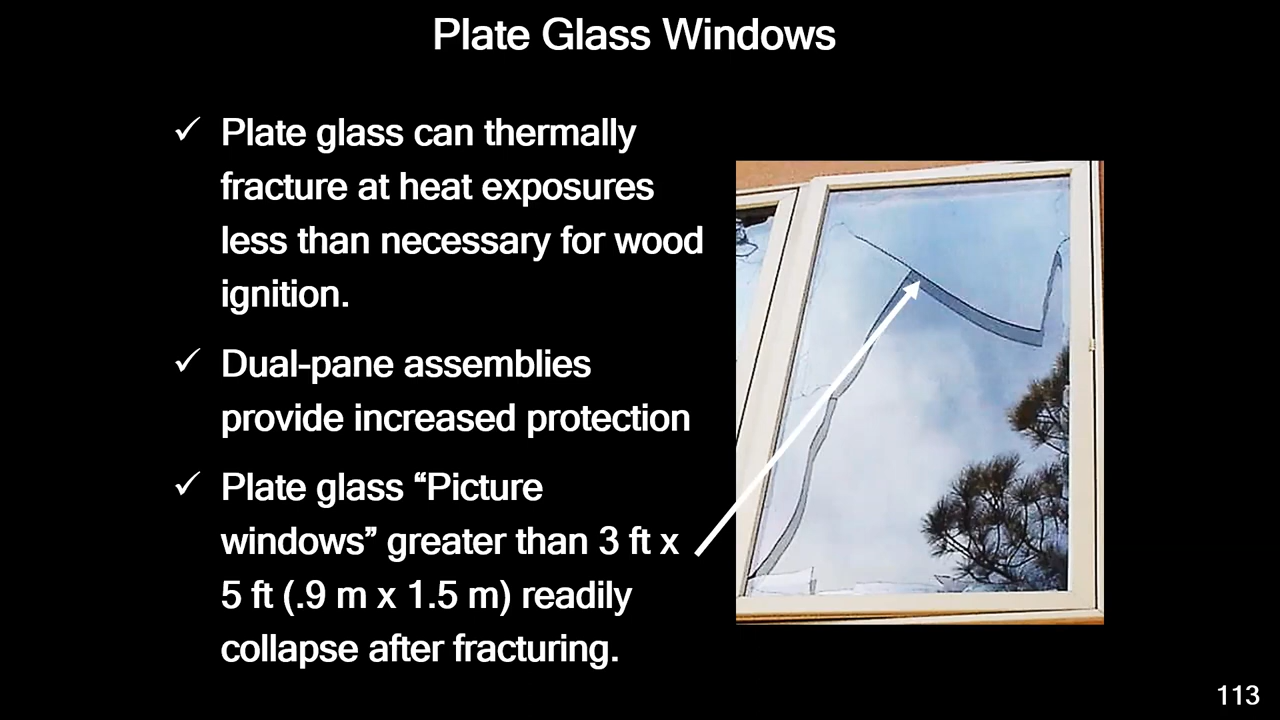 Plate Glass Windows
✓ Plate glass can thermally
fracture at heat exposures
less than necessary for wood
ignition.
✓ Dual-pane assemblies
provide increased protection
✓ Plate glass “Picture
windows” greater than 3 ft x
5 ft (.9 m x 1.5 m) readily
collapse after fracturing.
113